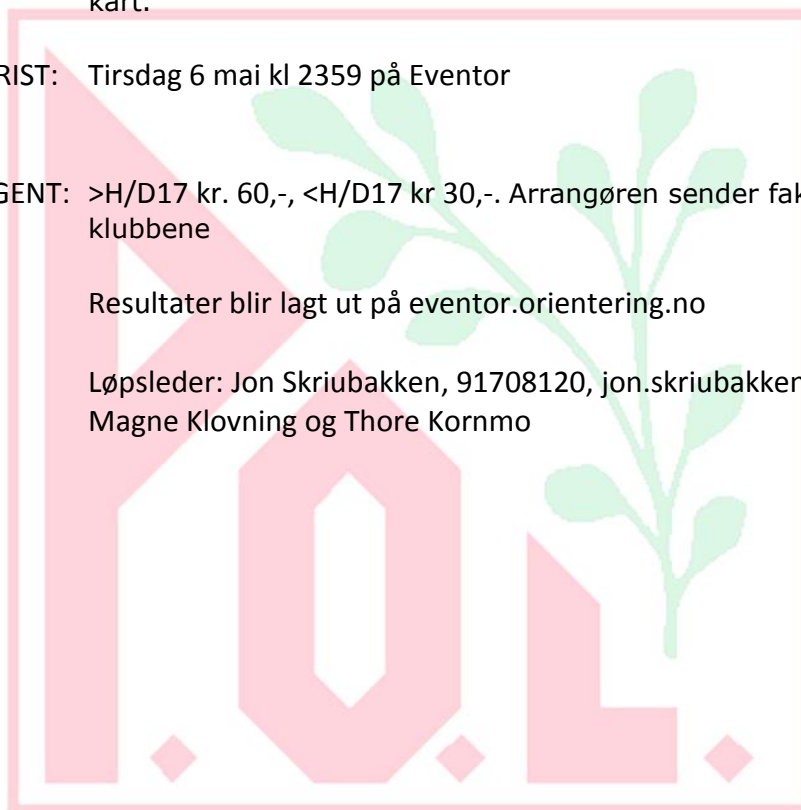 kart.
RIST: Tirsdag 6 mai kl 2359 på Eventor
GENT: >H/D17 kr. 60,-, <H/D17 kr 30,-. Arrangøren sender fak
klubbene
Resultater blir lagt ut på eventor.orientering.no
Løpsleder: Jon Skriubakken, 91708120, jon.skriubakken
Magne Klovning og Thore Kornmo
P.O.L.